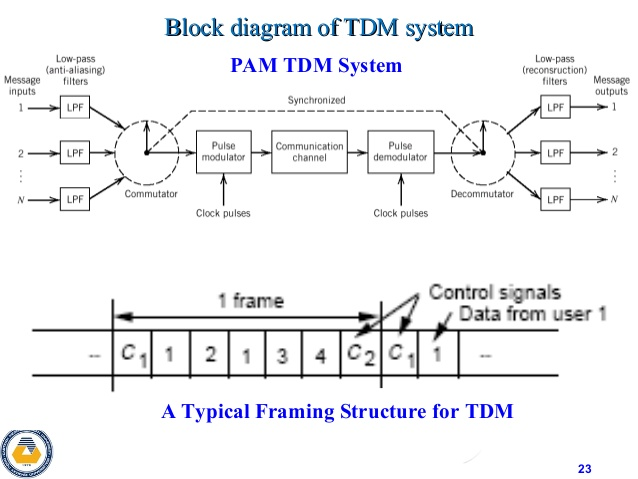 Block diagram of TDM system
PAM TDM System
Message
inputs
Low-pass
(anti-aliasing)
filters
Synchronized
Low-pass
(reconsruction)
filters
Message
outputs
1
LPF
LPF
1
2
LPF
Pulse
modulator
Communication
channel
Pulse
demodulator
LPF
2
N
LPF
Commutator
Decommutator
LPF
N
Clock pulses
Clock pulses
1 frame
Control signals
Data from user 1
-- C1 1 2 1 3 4 C2 C1 1 --
A Typical Framing Structure for TDM
23